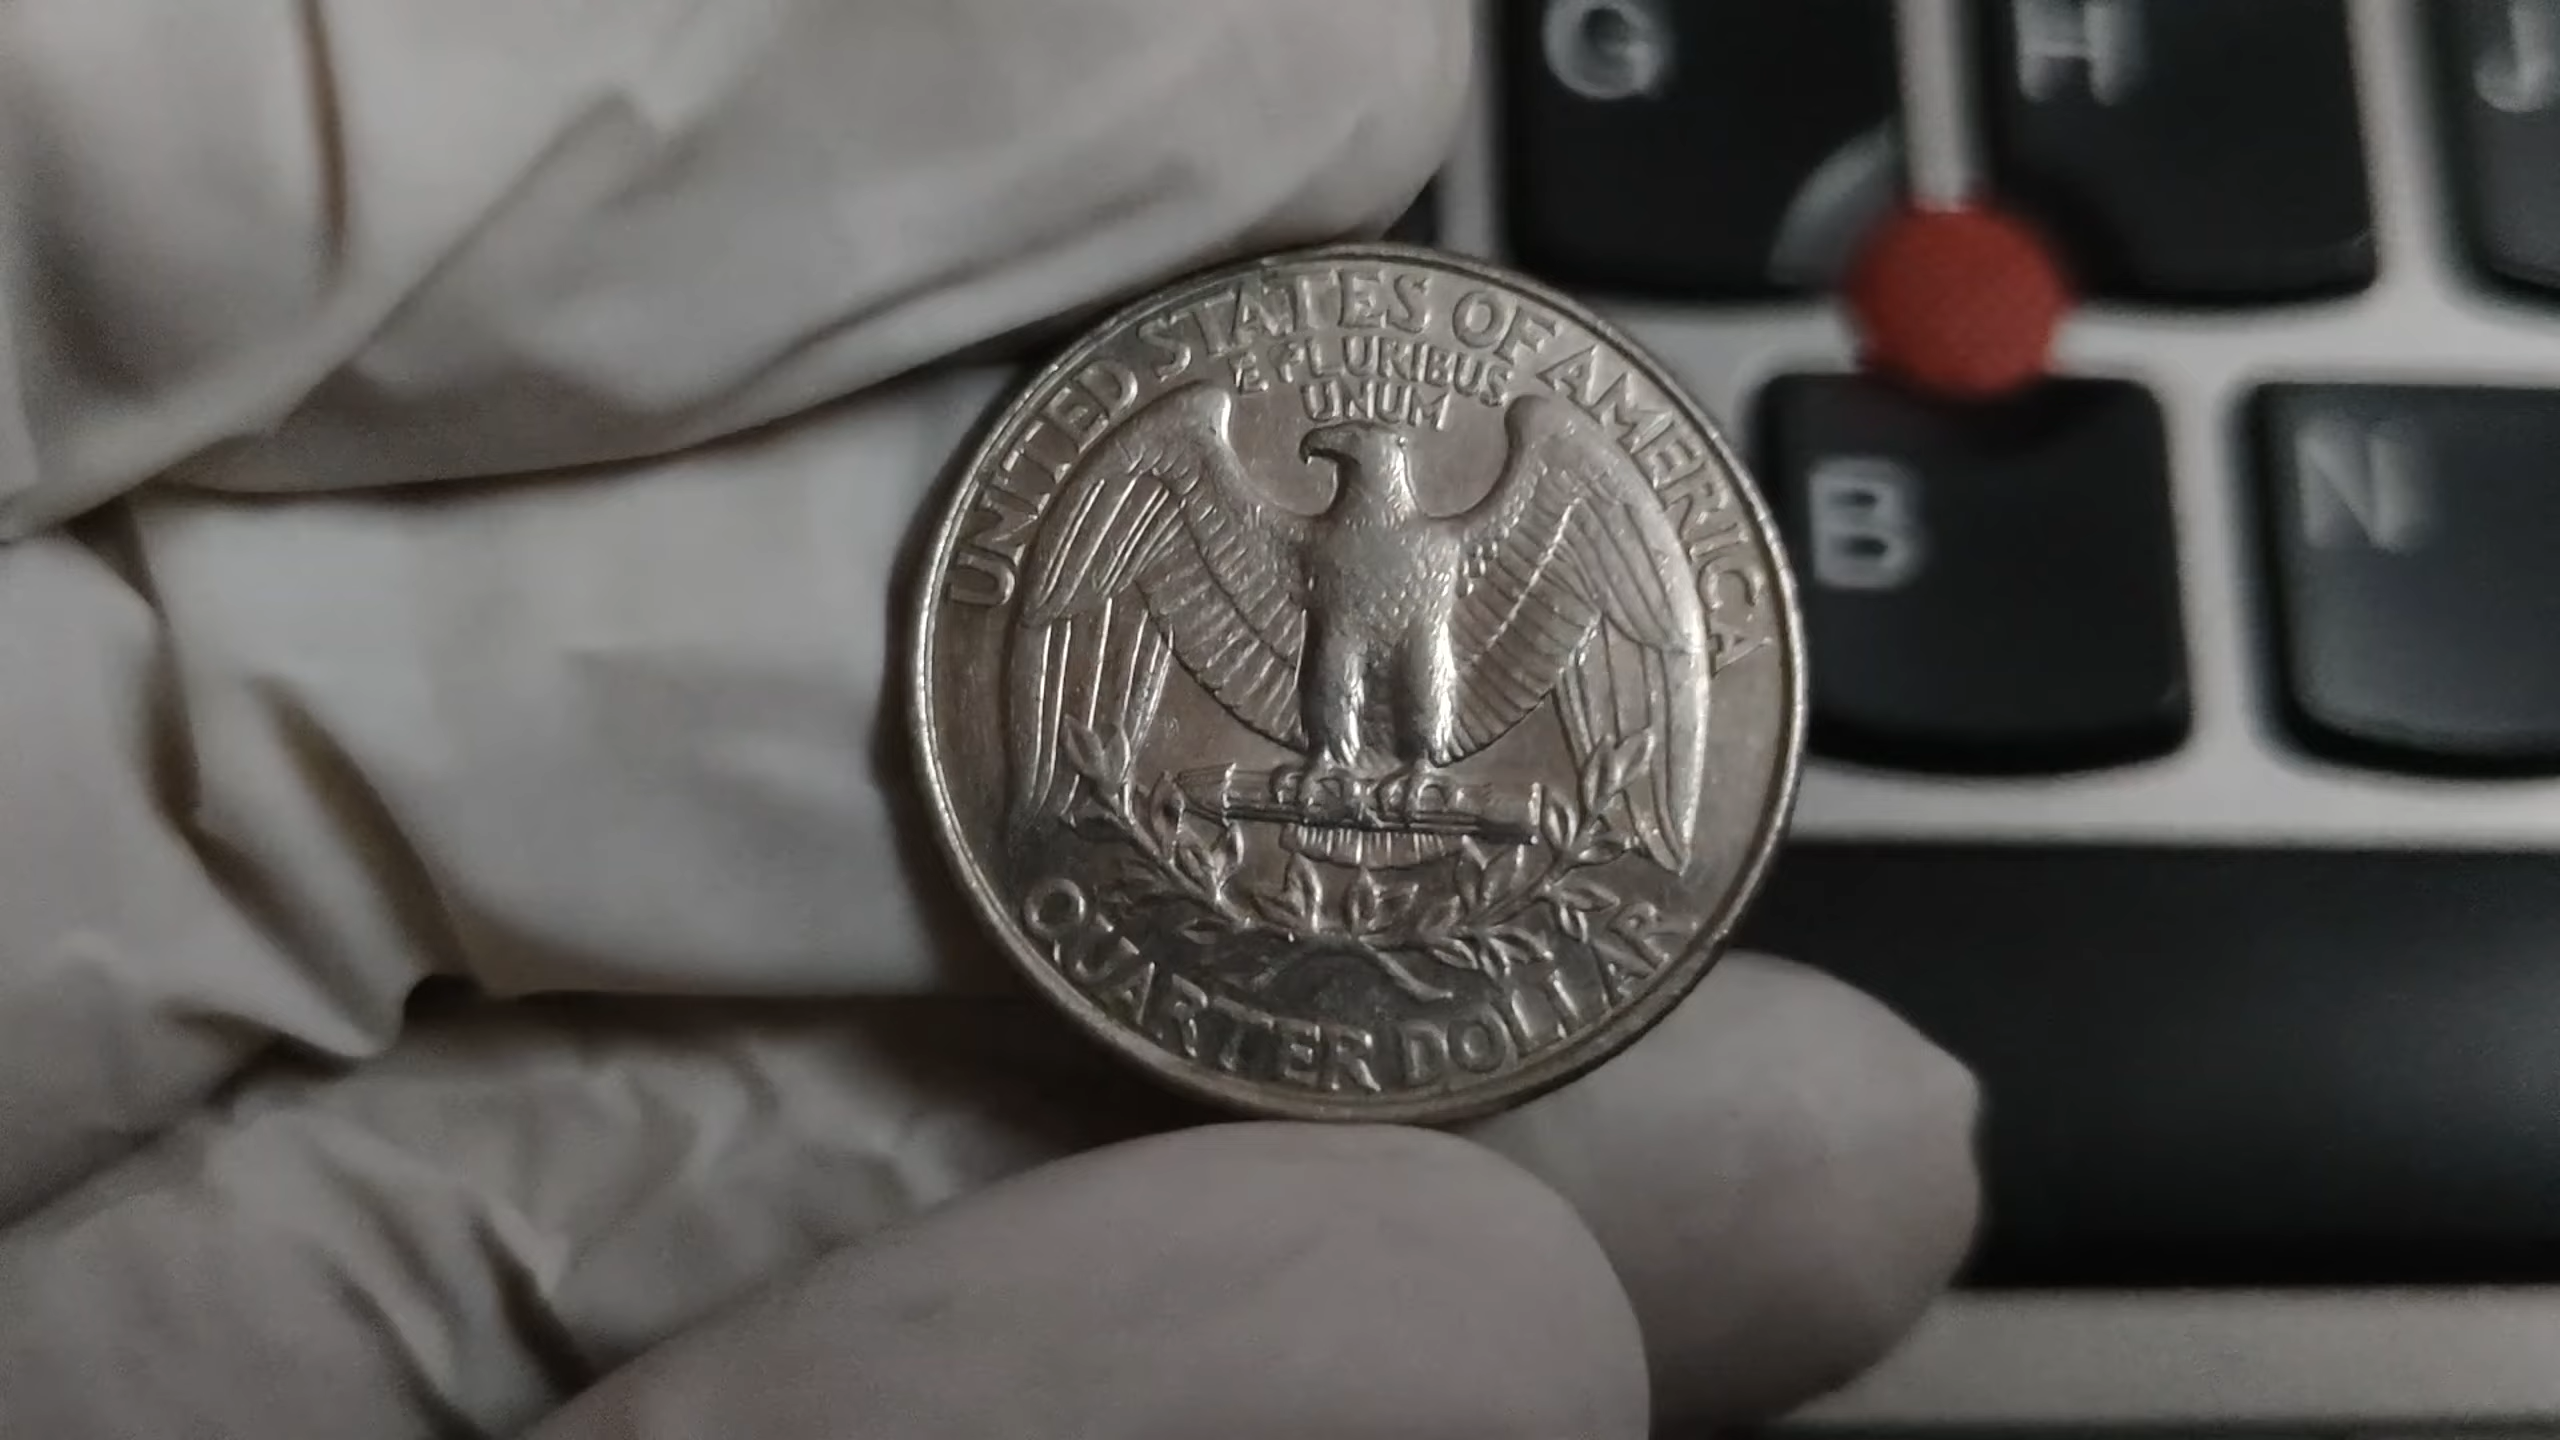 UNITED STATES OF AMERICA
E PLURIBUS
UNUM
QUARTER DOLLAR
G
H
J
B
N